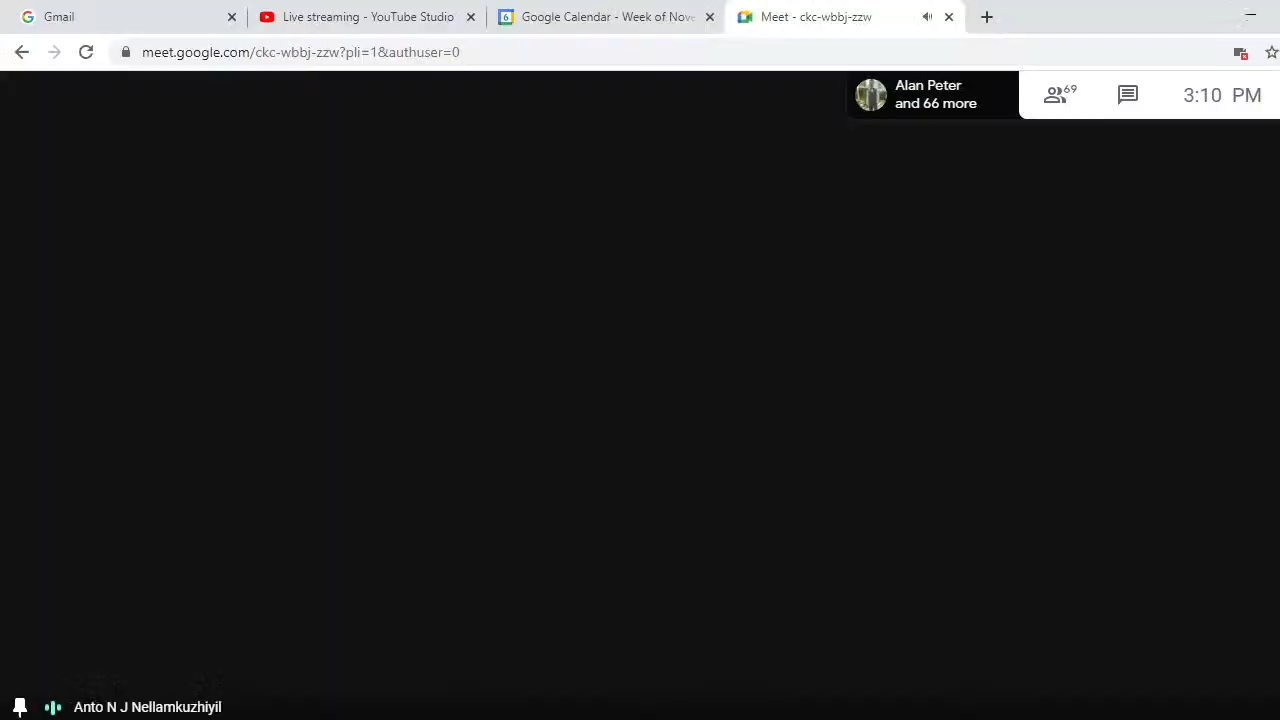 Gmail
Live streaming - YouTube Studio
Google Calendar - Week of Nove
Meet - ckc-wbbj-zzw
meet.google.com/ckc-wbbj-zzw?pli=1&authuser=0
Alan Peter
and 66 more
69
3:10 PM
Anto N J Nellamkuzhiyil